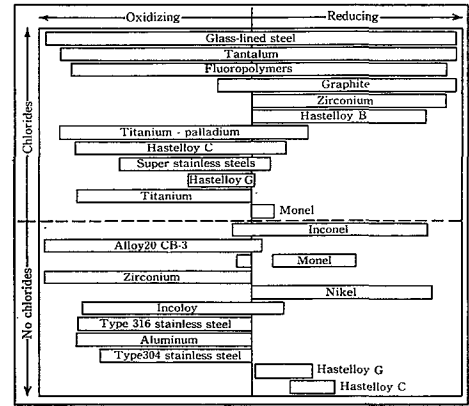 Oxidizing Reducing
Glass-lined steel
Tantalum
Fluoropolymers
Graphite
Zirconium
Hastelloy B
Titanium - palladium
Hastelloy C
Super stainless steels
Hastelloy G
Titanium
Monel
Chlorides
Inconel
Alloy20 CB-3
Monel
Zirconium
Nikel
Incoloy
Type 316 stainless steel
Aluminum
Type304 stainless steel
Hastelloy G
Hastelloy C
No chlorides